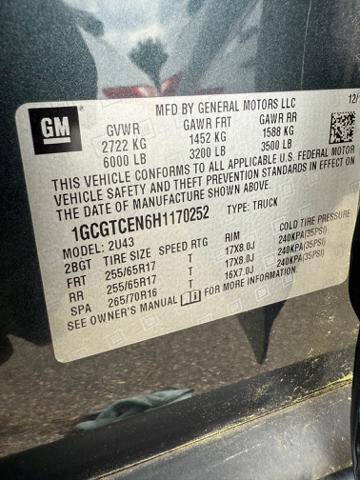 MFD BY GENERAL MOTORS LLC 12/
GM
GVWR GAWR FRT GAWR RR
2722 KG 1452 KG 1588 KG
6000 LB 3200 LB 3500 LB
THIS VEHICLE CONFORMS TO ALL APPLICABLE U.S. FEDERAL MOTOR
VEHICLE SAFETY AND THEFT PREVENTION STANDARDS IN EFFECT ON
THE DATE OF MANUFACTURE SHOWN ABOVE.
1GCGTCEN6H1170252 TYPE: TRUCK
MODEL: 2U43
2BGT TIRE SIZE SPEED RTG RIM COLD TIRE PRESSURE
FRT 255/65R17 T 17X8.0J 240KPA(35PSI)
RR 255/65R17 T 17X8.0J 240KPA(35PSI)
SPA 265/70R16 T 16X7.0J 240KPA(35PSI)
SEE OWNER'S MANUAL FOR MORE INFORMATION